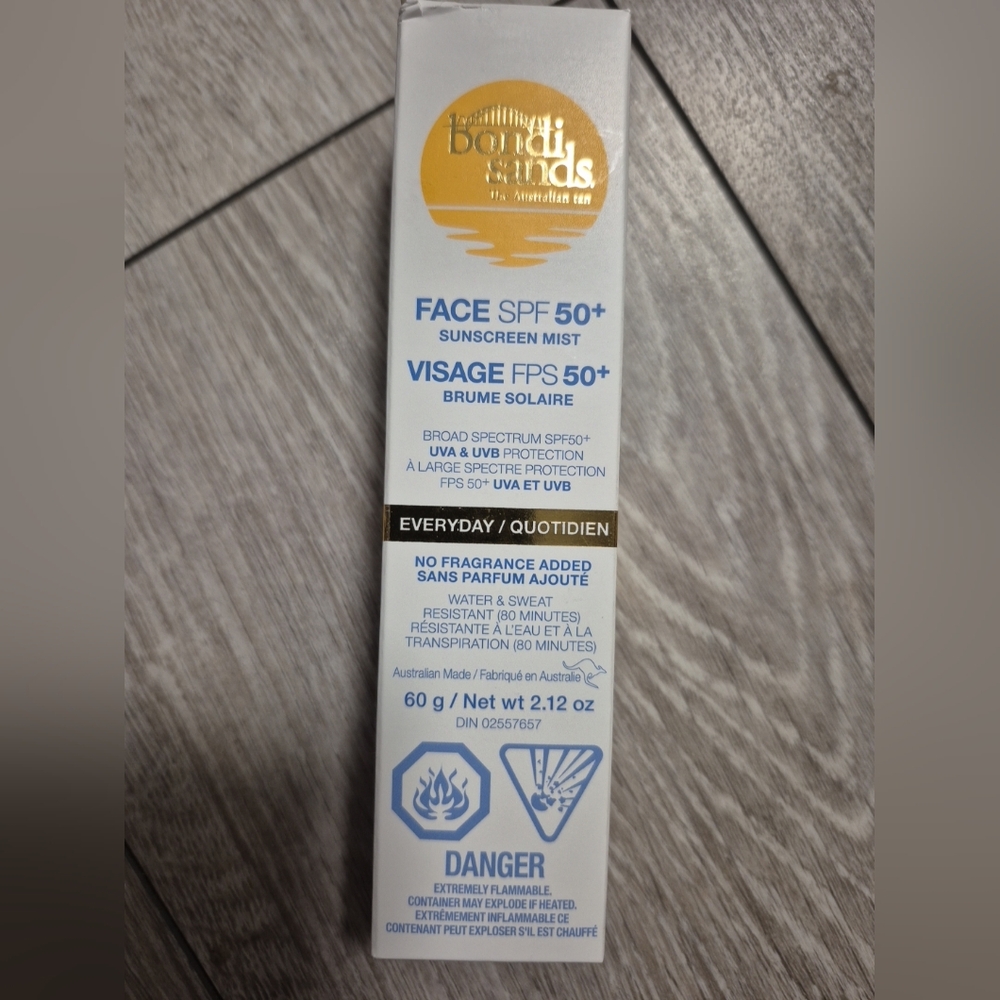 bondi
sands
the Australian tan
FACE SPF 50+
SUNSCREEN MIST
VISAGE FPS 50+
BRUME SOLAIRE
BROAD SPECTRUM SPF50+
UVA & UVB PROTECTION
À LARGE SPECTRE PROTECTION
FPS 50+ UVA ET UVB
EVERYDAY / QUOTIDIEN
NO FRAGRANCE ADDED
SANS PARFUM AJOUTÉ
WATER & SWEAT
RESISTANT (80 MINUTES)
RÉSISTANTE À L'EAU ET À LA
TRANSPIRATION (80 MINUTES)
Australian Made / Fabriqué en Australie
60 g / Net wt 2.12 oz
DIN 02557657
DANGER
EXTREMELY FLAMMABLE.
CONTAINER MAY EXPLODE IF HEATED.
EXTRÊMEMENT INFLAMMABLE CE
CONTENANT PEUT EXPLOSER S'IL EST CHAUFFÉ